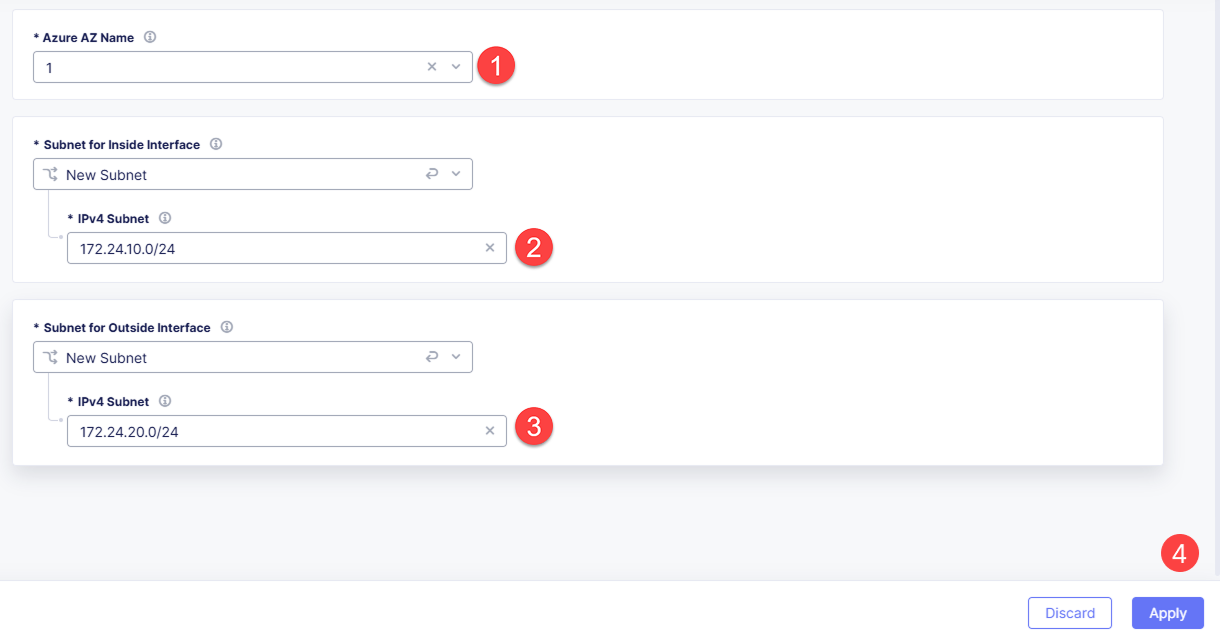 * Azure AZ Name
1
1
* Subnet for Inside Interface
New Subnet
* IPv4 Subnet
172.24.10.0/24
2
* Subnet for Outside Interface
New Subnet
* IPv4 Subnet
172.24.20.0/24
3
4
Discard Apply